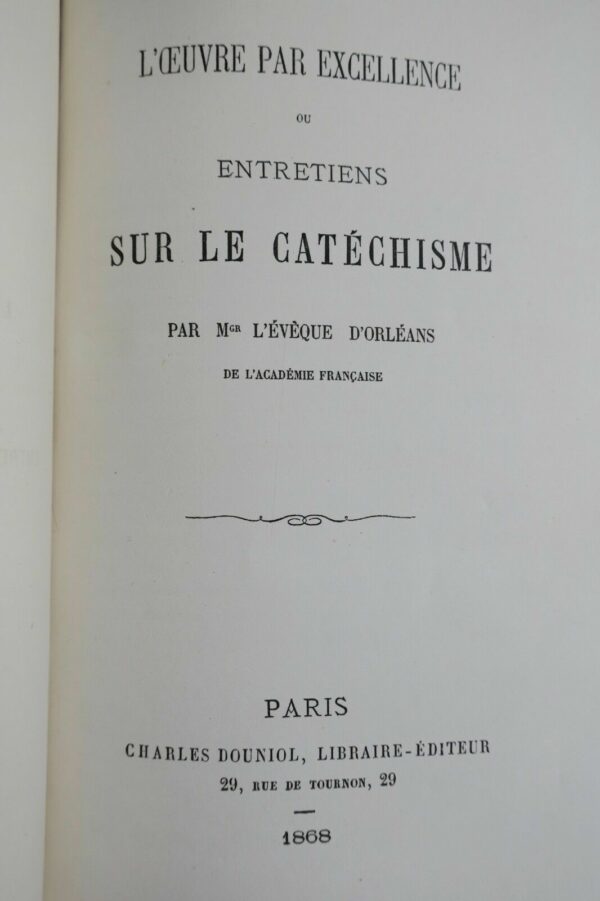 L'ŒUVRE PAR EXCELLENCE
OU
ENTRETIENS
SUR LE CATÉCHISME
PAR MGR L'ÉVÊQUE D'ORLÉANS
DE L'ACADÉMIE FRANÇAISE
PARIS
CHARLES DOUNIOL, LIBRAIRE-ÉDITEUR
29, RUE DE TOURNON, 29
1868